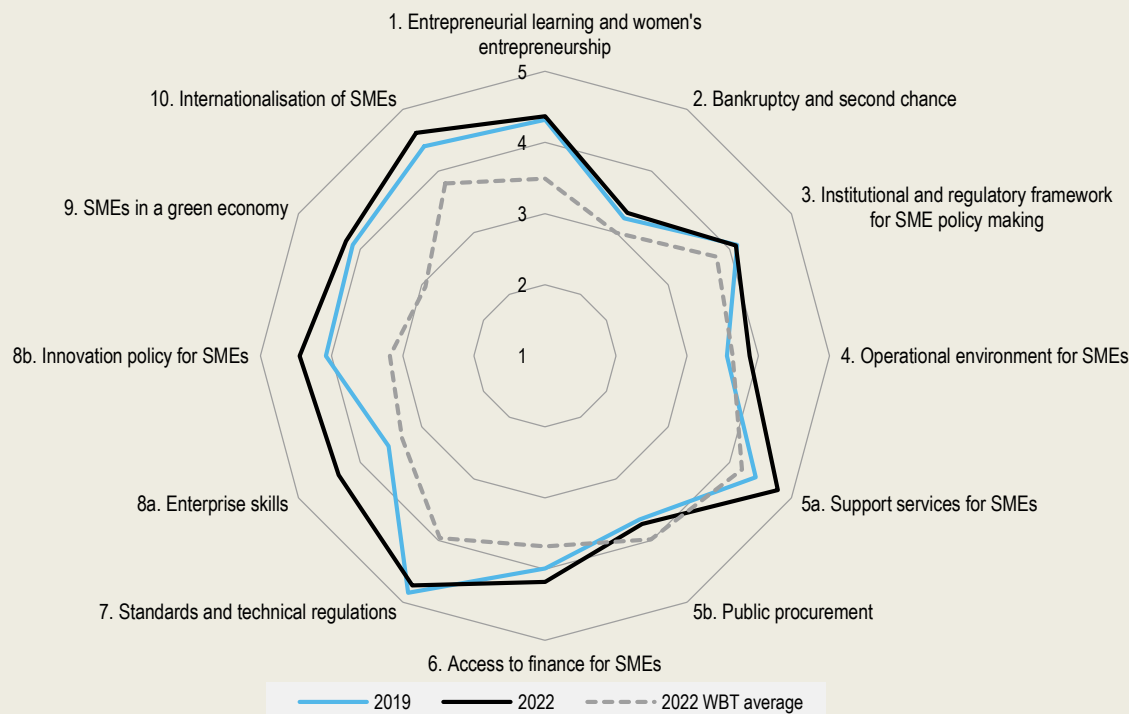 1. Entrepreneurial learning and women's
entrepreneurship
5
10. Internationalisation of SMEs
2. Bankruptcy and second chance
4
9. SMEs in a green economy
3. Institutional and regulatory framework
for SME policy making
3
2
8b. Innovation policy for SMEs
1
4. Operational environment for SMEs
8a. Enterprise skills
5a. Support services for SMEs
7. Standards and technical regulations
5b. Public procurement
6. Access to finance for SMEs
2019
2022
2022 WBT average